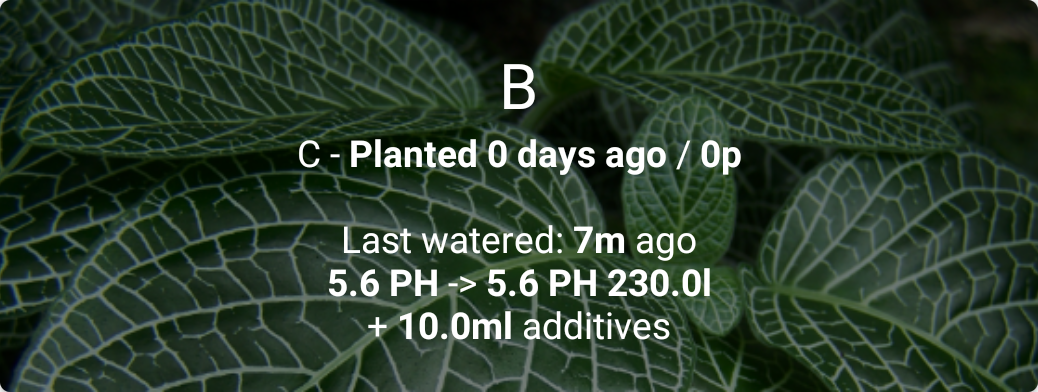 B
C - Planted 0 days ago / 0p
Last watered: 7m ago
5.6 PH -> 5.6 PH 230.0l
+ 10.0ml additives